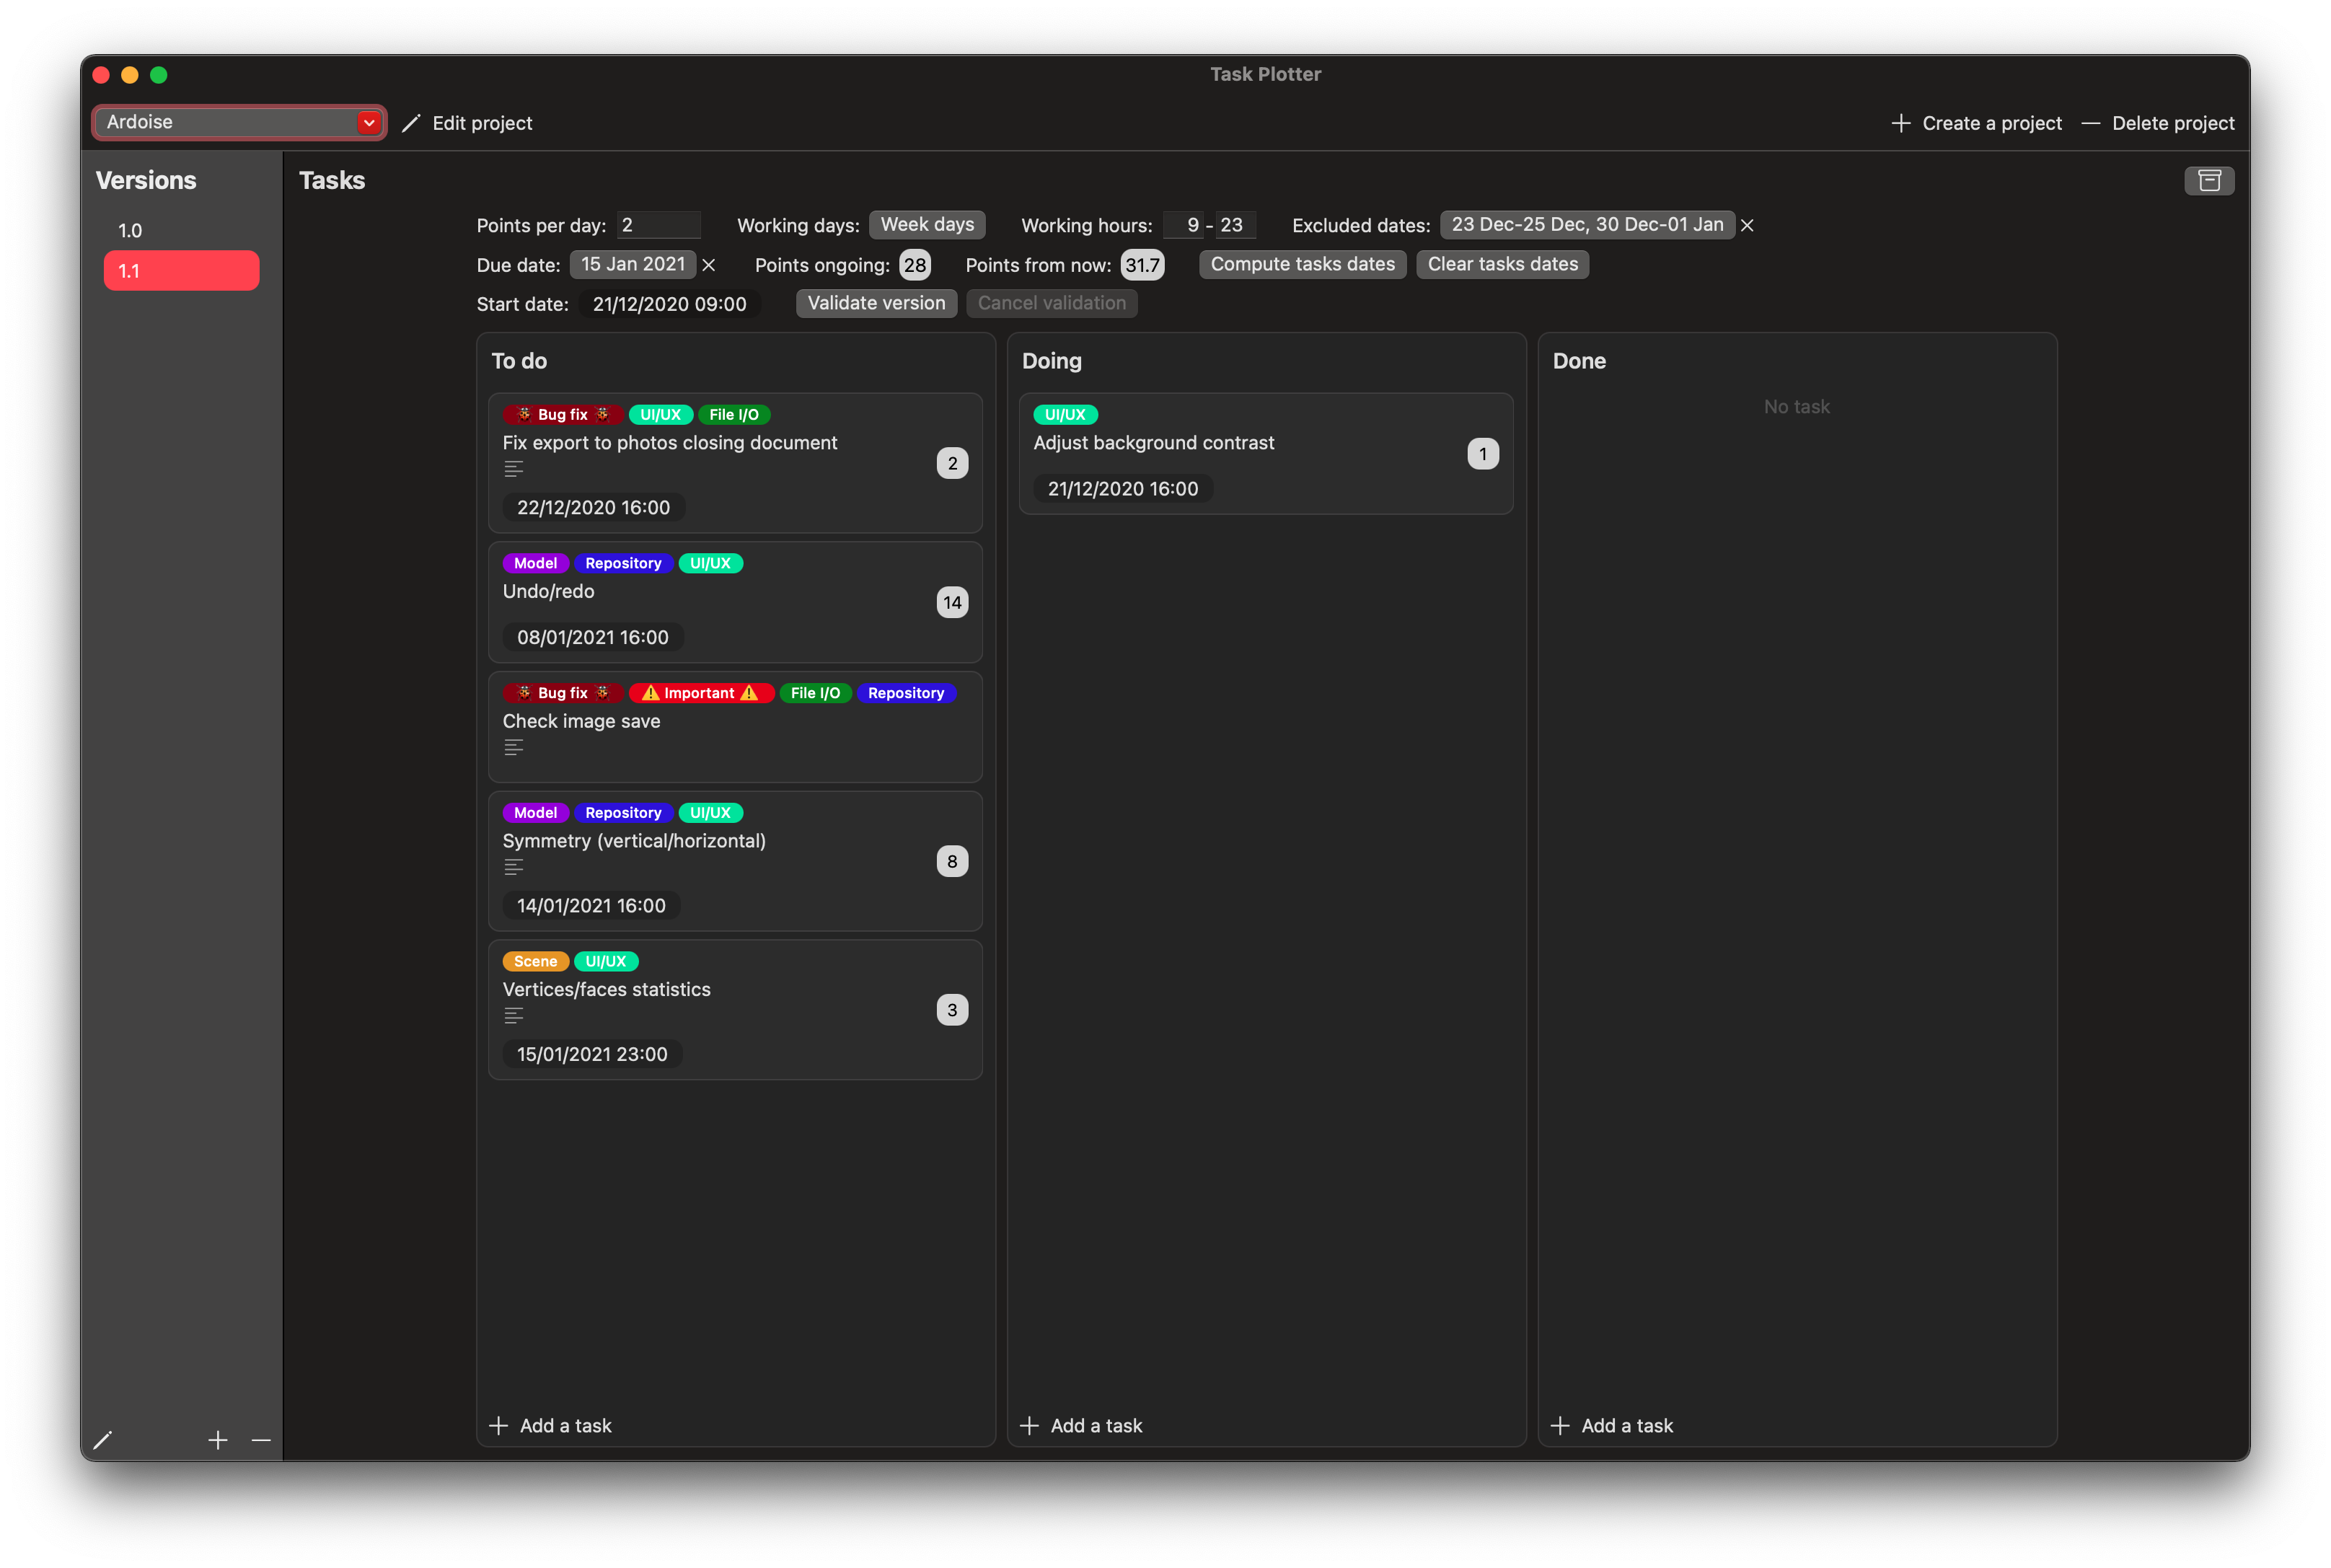 Task Plotter
Ardoise Edit project Create a project Delete project
Versions
1.0
1.1
Tasks
Points per day: 2 Working days: Week days Working hours: 9 - 23 Excluded dates: 23 Dec-25 Dec, 30 Dec-01 Jan
Due date: 15 Jan 2021 Points ongoing: 28 Points from now: 31.7 Compute tasks dates Clear tasks dates
Start date: 21/12/2020 09:00 Validate version Cancel validation
To do
Bug fix UI/UX File I/O
Fix export to photos closing document
2
22/12/2020 16:00
Model Repository UI/UX
Undo/redo
14
08/01/2021 16:00
Bug fix Important File I/O Repository
Check image save
Model Repository UI/UX
Symmetry (vertical/horizontal)
8
14/01/2021 16:00
Scene UI/UX
Vertices/faces statistics
3
15/01/2021 23:00
Add a task
Doing
UI/UX
Adjust background contrast
1
21/12/2020 16:00
Add a task
Done
No task
Add a task